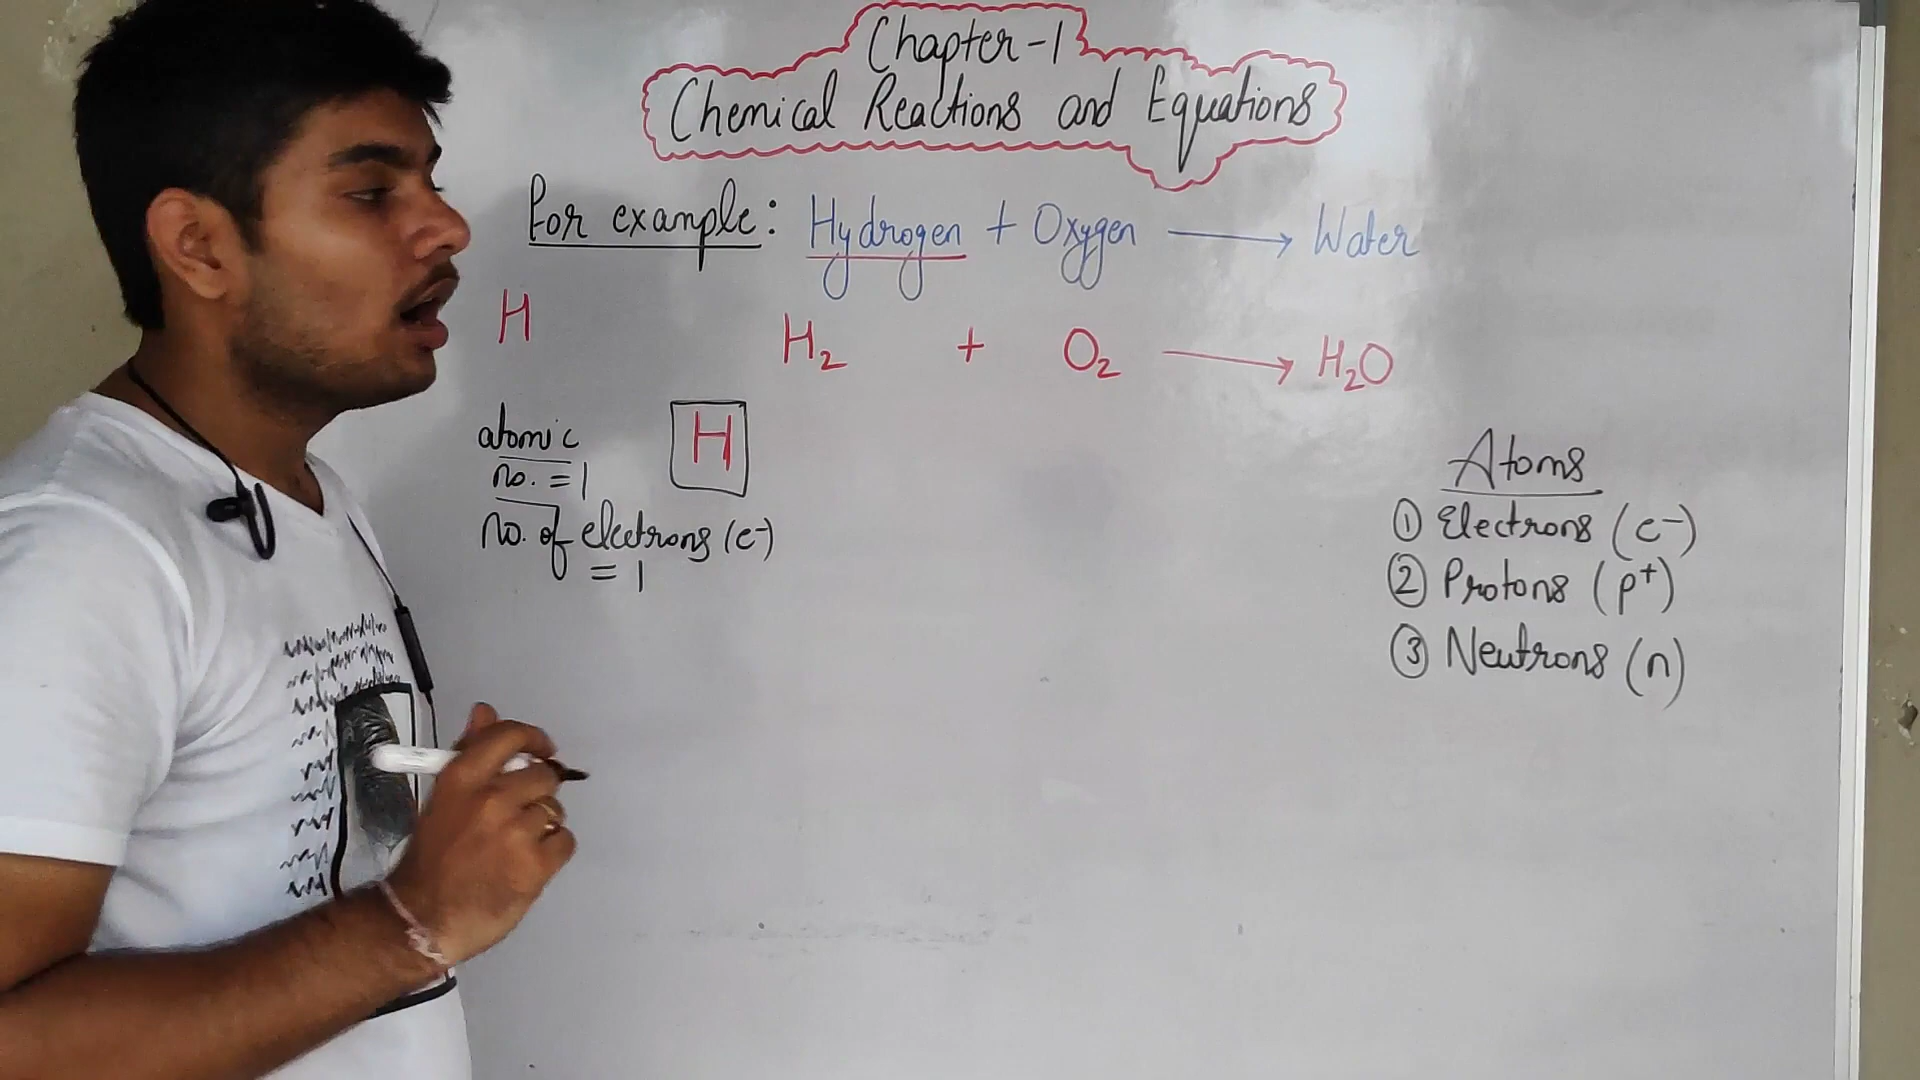 Chapter-1
Chemical Reactions and Equations
For example: Hydrogen + Oxygen ⟶ Water
H
H₂ + O₂ ⟶ H₂O
atomic
no. = 1
H
no. of electrons (e-)
= 1
Atoms
① Electrons (e-)
② Protons (p+)
③ Neutrons (n)